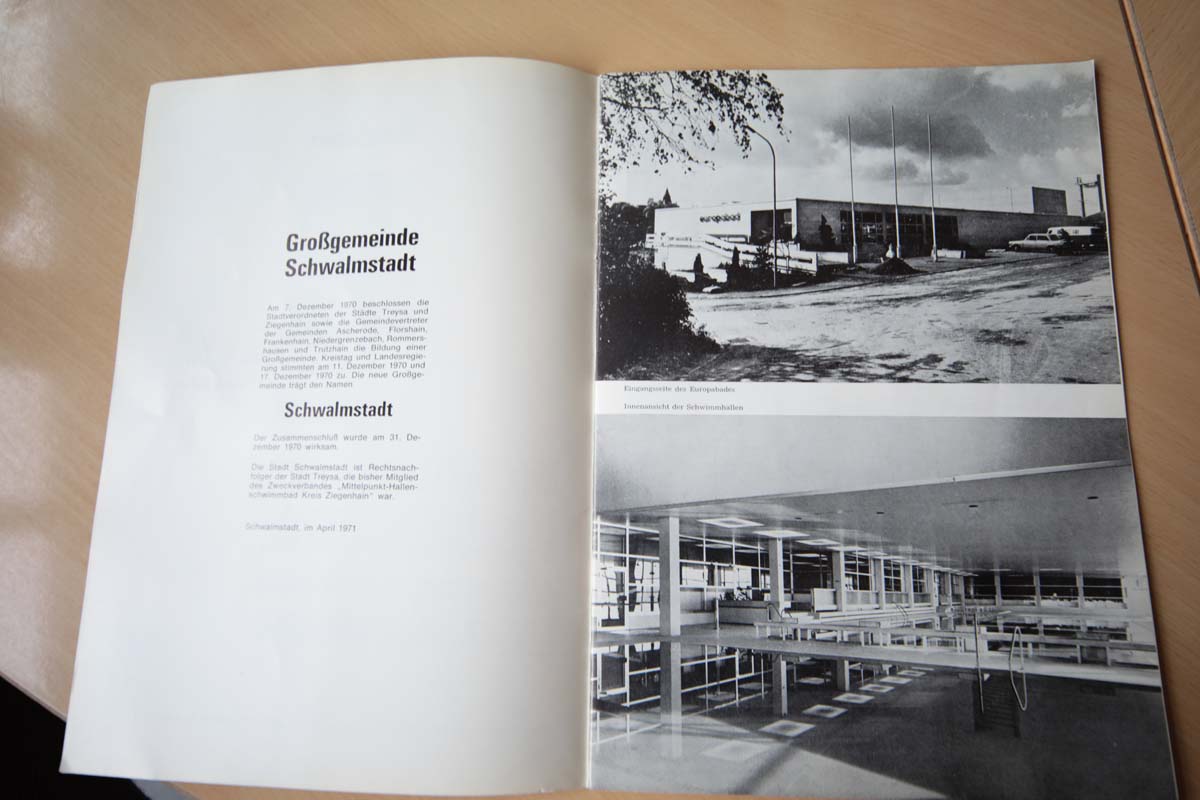 Großgemeinde
Schwalmstadt
Am 7. Dezember 1970 beschlossen die
Stadtverordneten der Städte Treysa und
Ziegenhain sowie die Gemeindevertreter
der Gemeinden Ascherode, Florshain,
Frankenhain, Niedergrenzebach, Rommers-
hausen und Trutzhain die Bildung einer
Großgemeinde. Kreistag und Landesregie-
rung stimmten am 11. Dezember 1970 und
17. Dezember 1970 zu. Die neue Großge-
meinde trägt den Namen
Schwalmstadt
Der Zusammenschluß wurde am 31. De-
zember 1970 wirksam.
Die Stadt Schwalmstadt ist Rechtsnach-
folger der Stadt Treysa, die bisher Mitglied
des Zweckverbandes „Mittelpunkt-Hallen-
schwimmbad Kreis Ziegenhain" war.
Schwalmstadt, im April 1971
europabad
Eingangsseite des Europabades
Innenansicht der Schwimmhallen